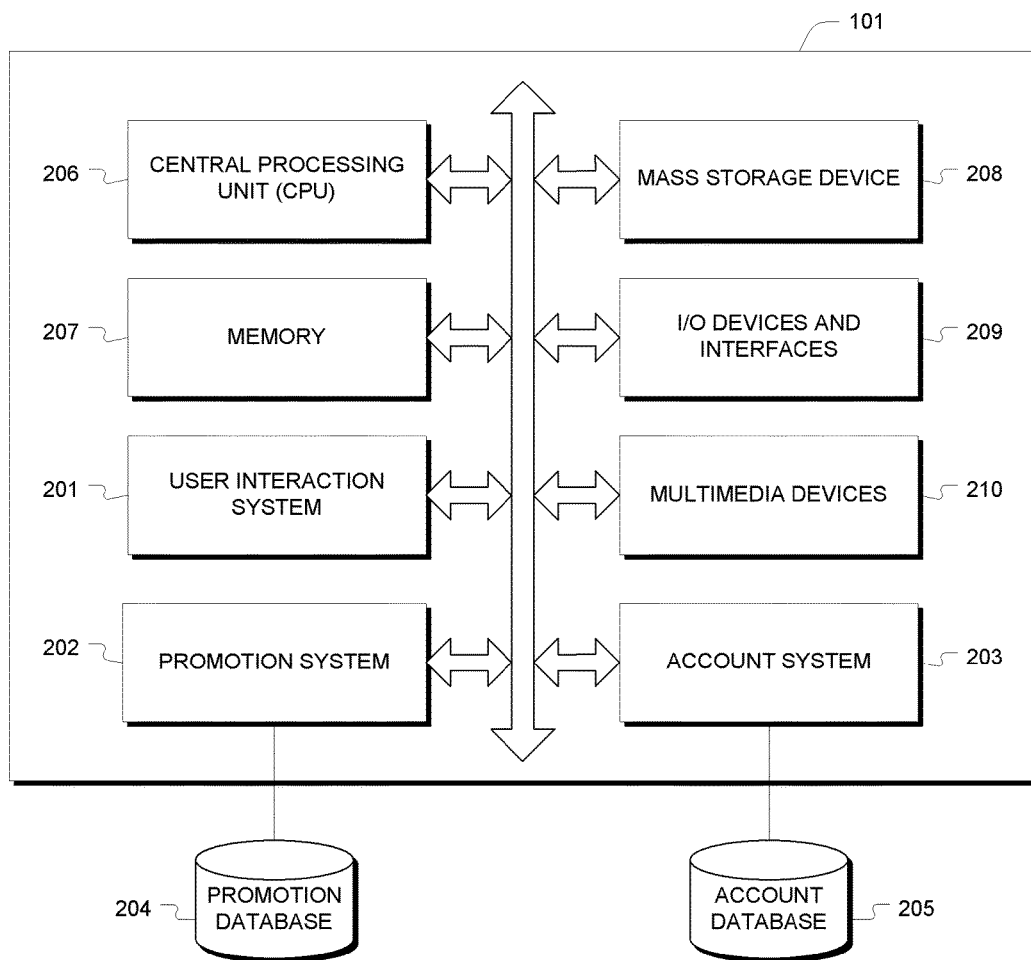 101
206
CENTRAL PROCESSING
UNIT (CPU)
MASS STORAGE DEVICE
208
207
MEMORY
I/O DEVICES AND
INTERFACES
209
201
USER INTERACTION
SYSTEM
MULTIMEDIA DEVICES
210
202
PROMOTION SYSTEM
ACCOUNT SYSTEM
203
204
PROMOTION
DATABASE
ACCOUNT
DATABASE
205